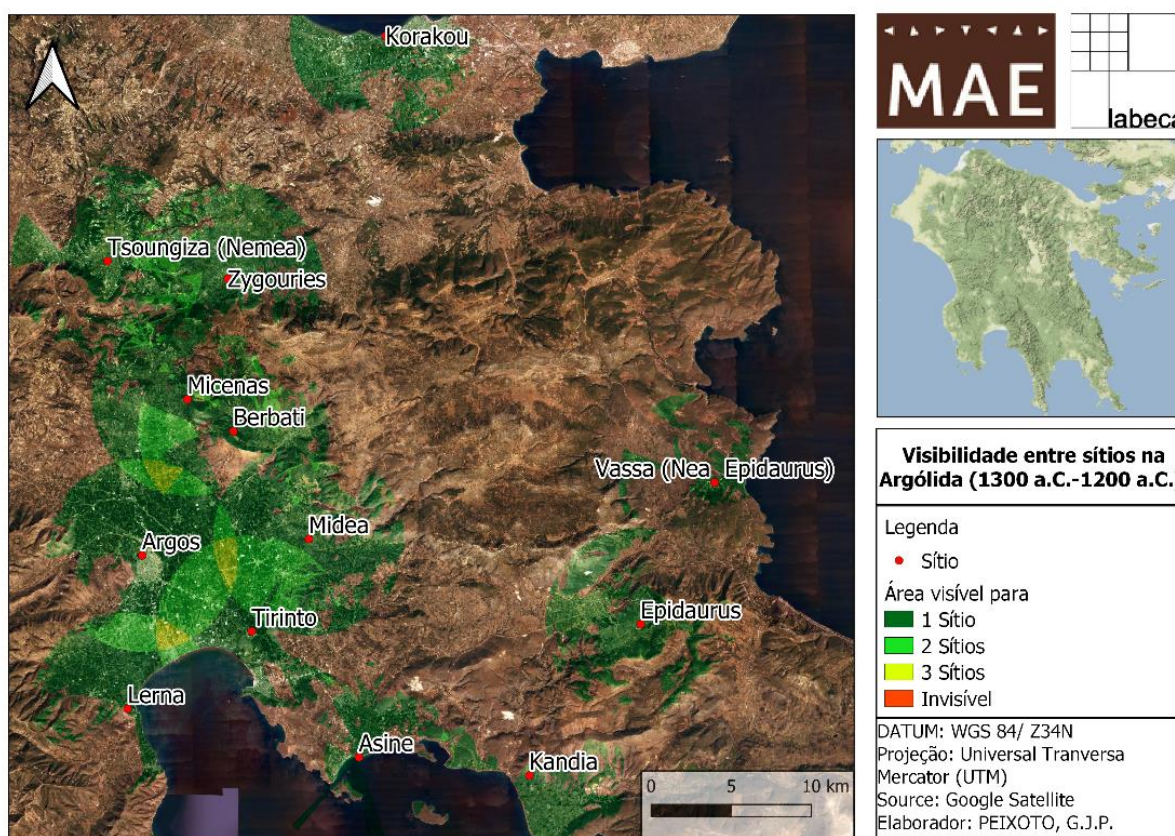 Korakou
Tsoungiza (Nemea)
Zygouries
Micenas
Berbati
Vassa (Nea Epidaurus)
Midea
Argos
Epidaurus
Tirinto
Lerna
Asine
Kandia
0 5 10 km
MAE
labeca
Visibilidade entre sítios na
Argólida (1300 a.C.-1200 a.C.
Legenda
Sítio
Área visível para
1 Sítio
2 Sítios
3 Sítios
Invisível
DATUM: WGS 84/ Z34N
Projeção: Universal Tranversa
Mercator (UTM)
Source: Google Satellite
Elaborador: PEIXOTO, G.J.P.